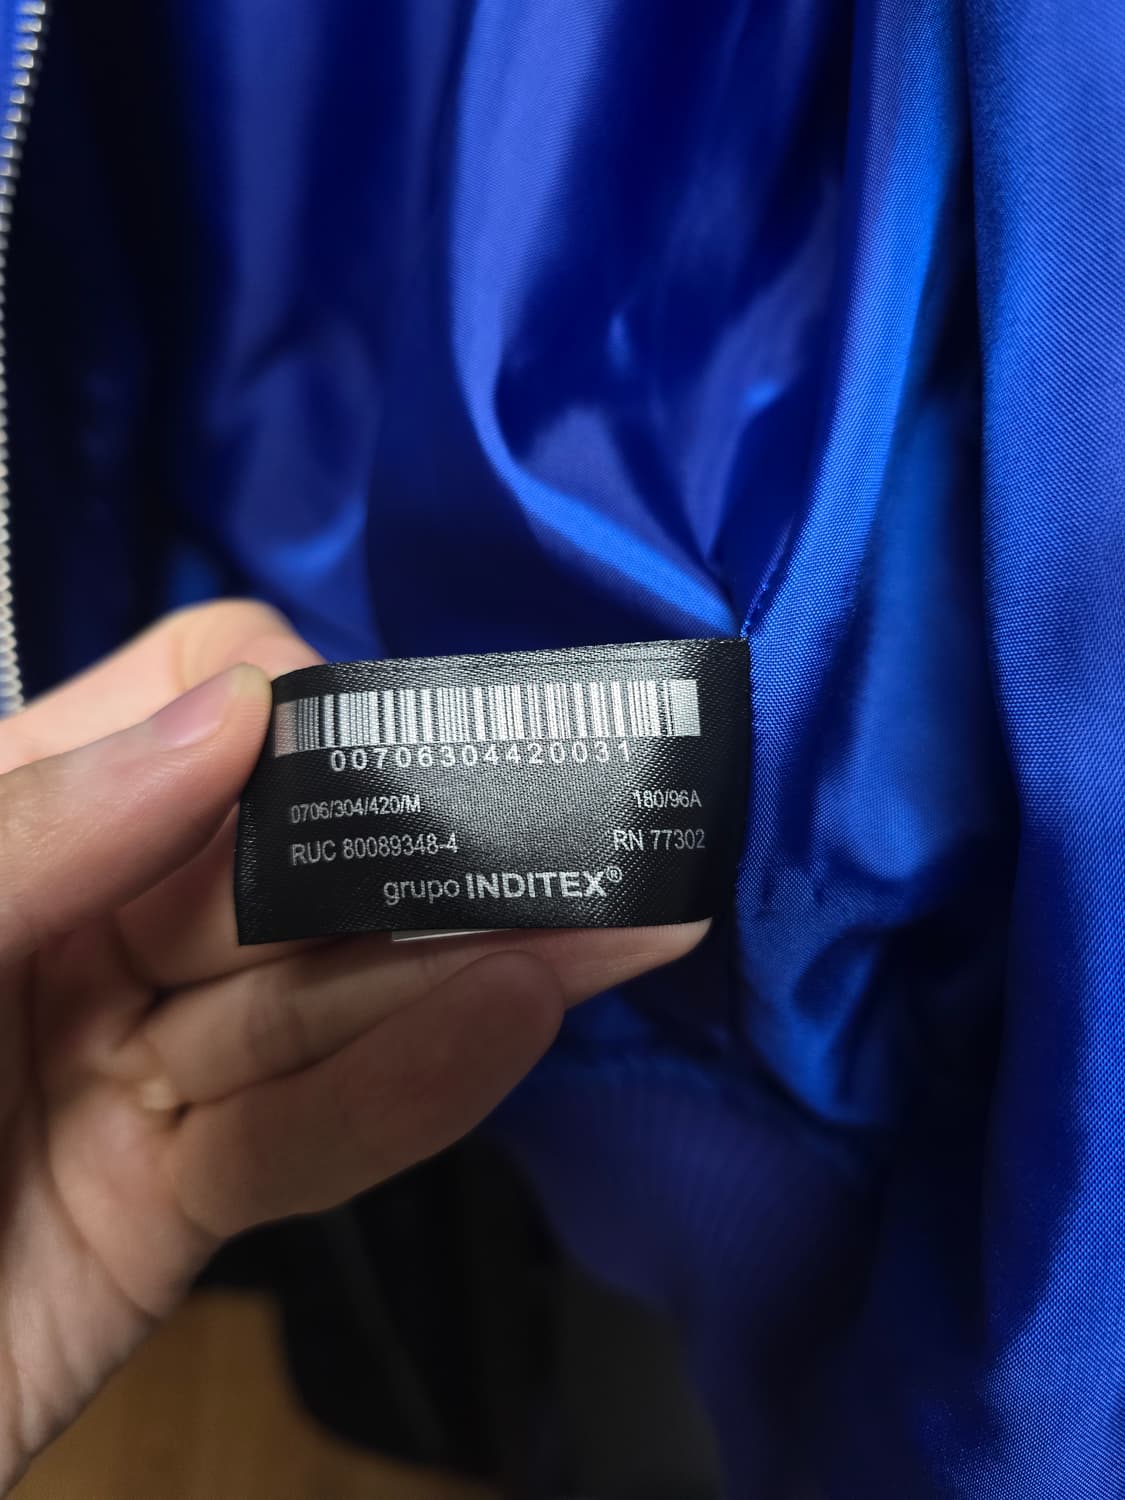 00706304420031
0706/304/420/M 180/96A
RUC 80089348-4 RN 77302
grupo INDITEX®